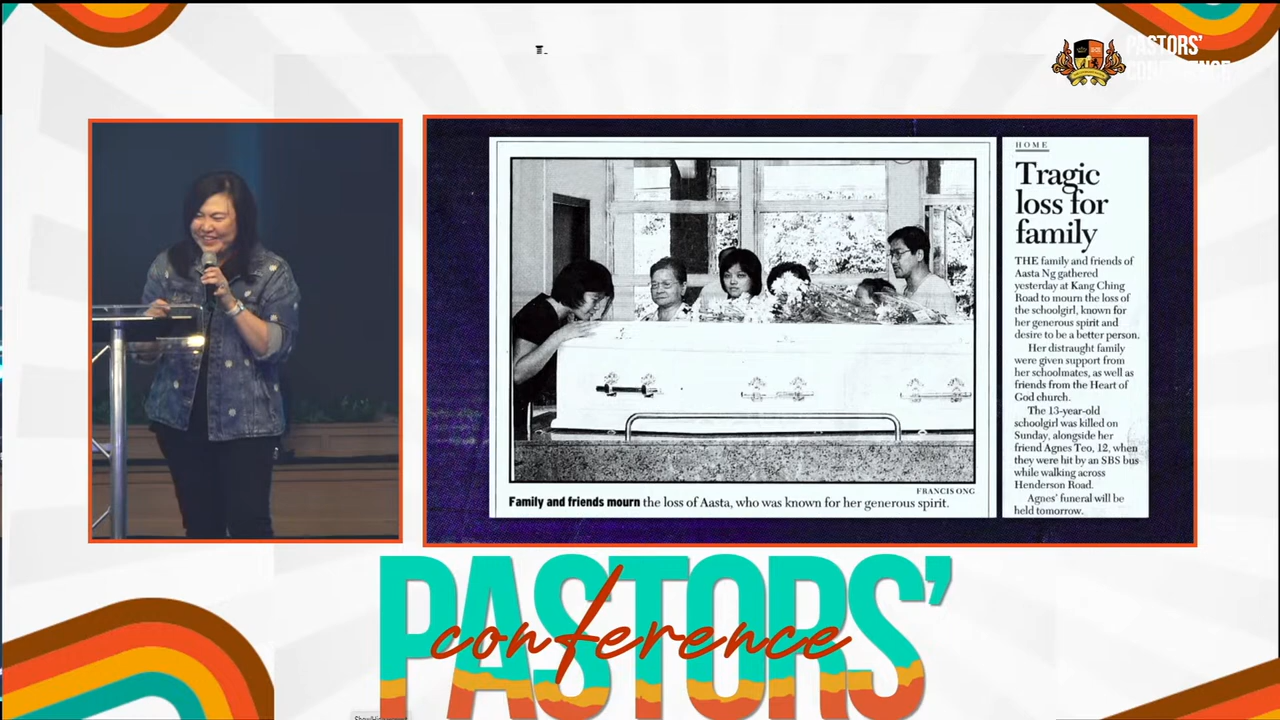 PASTORS'
CONFERENCE
HOME
Tragic
loss for
family
THE family and friends of
Aasta Ng gathered
yesterday at Kang Ching
Road to mourn the loss of
the schoolgirl, known for
her generous spirit and
desire to be a better person.
Her distraught family
were given support from
her schoolmates, as well as
friends from the Heart of
God church.
The 13-year-old
schoolgirl was killed on
Sunday, alongside her
friend Agnes Teo, 12, when
they were hit by an SBS bus
while walking across
Henderson Road.
Agnes' funeral will be
held tomorrow.
FRANCIS ONG
Family and friends mourn the loss of Aasta, who was known for her generous spirit.
PASTORS'
conference